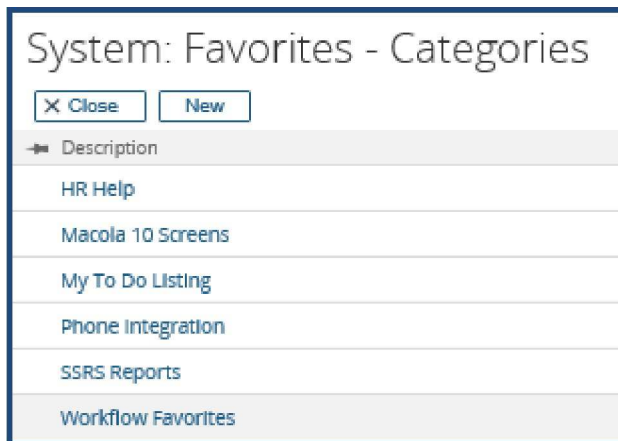 System: Favorites - Categories
Close New
Description
HR Help
Macola 10 Screens
My To Do Listing
Phone Integration
SSRS Reports
Workflow Favorites